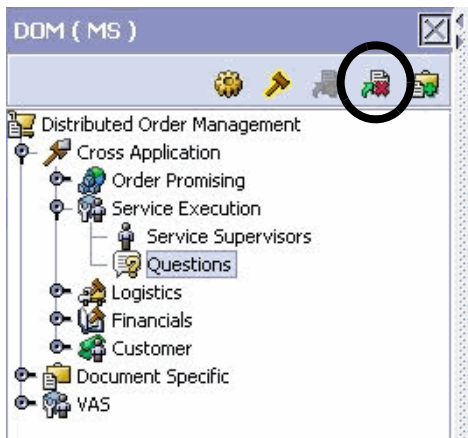 DOM ( MS )
Distributed Order Management
Cross Application
Order Promising
Service Execution
Service Supervisors
Questions
Logistics
Financials
Customer
Document Specific
VAS